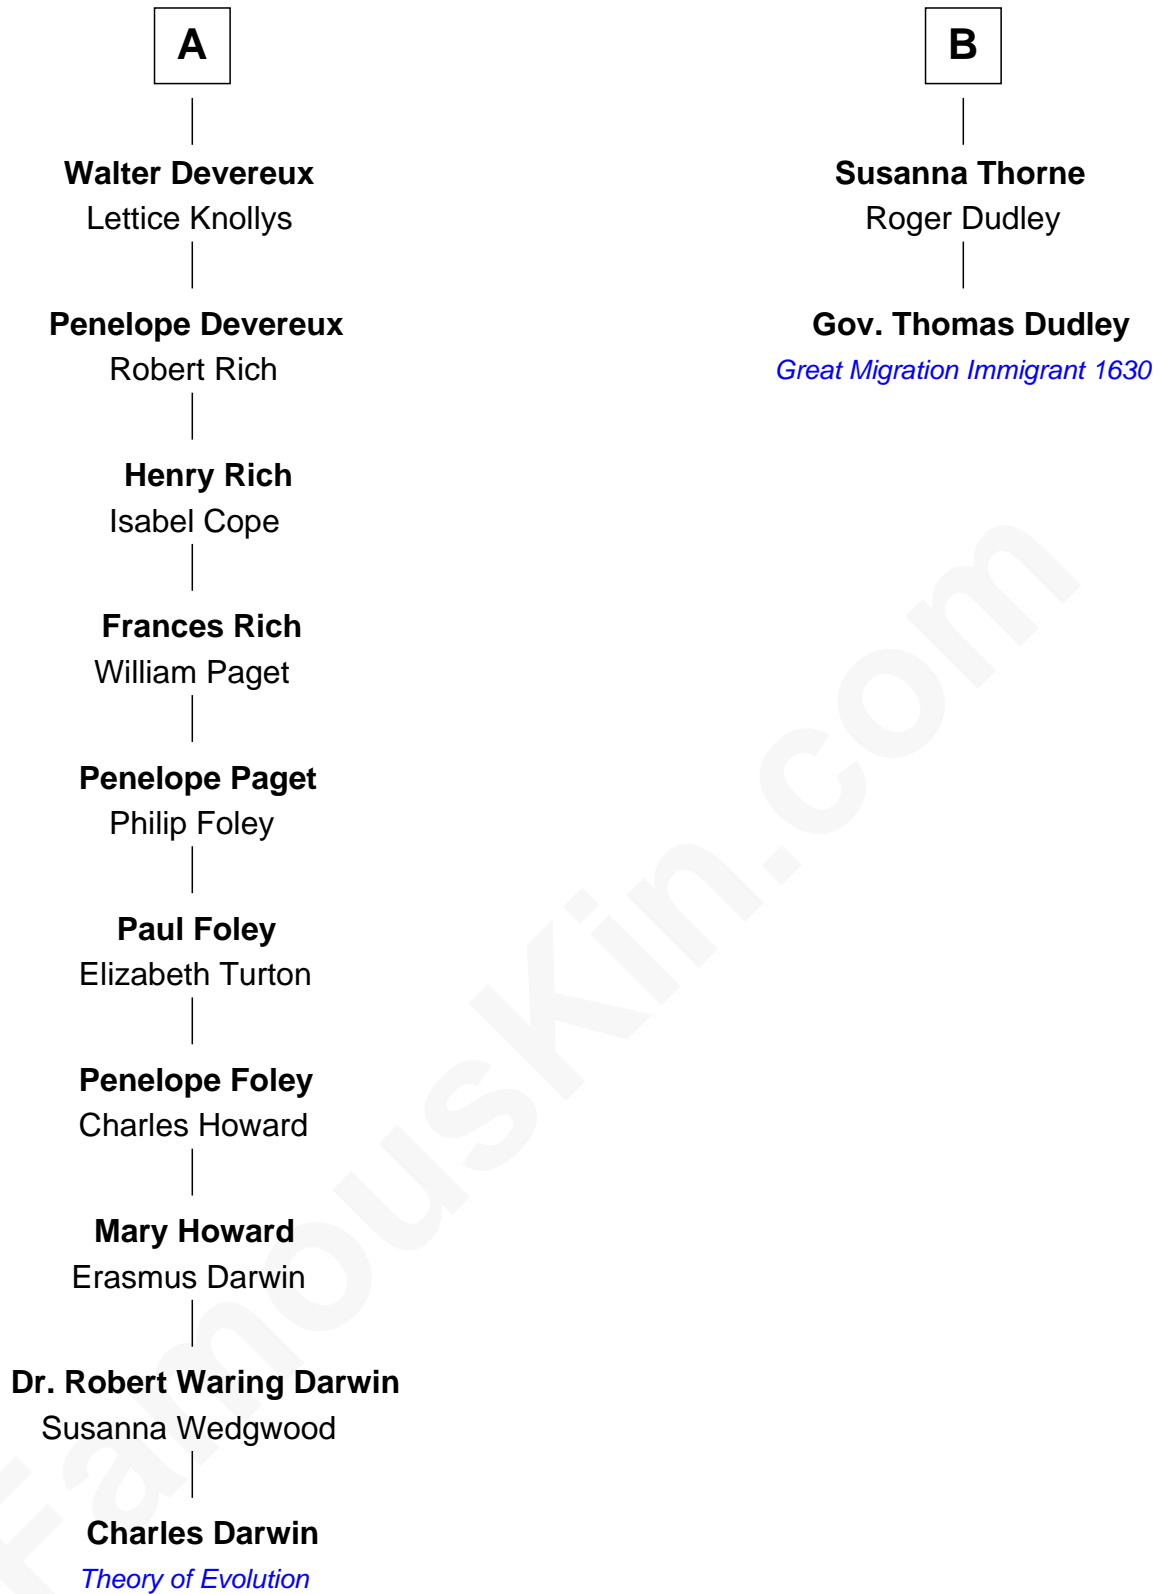 A
Walter Devereux
Lettice Knollys
Penelope Devereux
Robert Rich
Henry Rich
Isabel Cope
Frances Rich
William Paget
Penelope Paget
Philip Foley
Paul Foley
Elizabeth Turton
Penelope Foley
Charles Howard
Mary Howard
Erasmus Darwin
Dr. Robert Waring Darwin
Susanna Wedgwood
Charles Darwin
Theory of Evolution
B
Susanna Thorne
Roger Dudley
Gov. Thomas Dudley
Great Migration Immigrant 1630
FamousKin.com